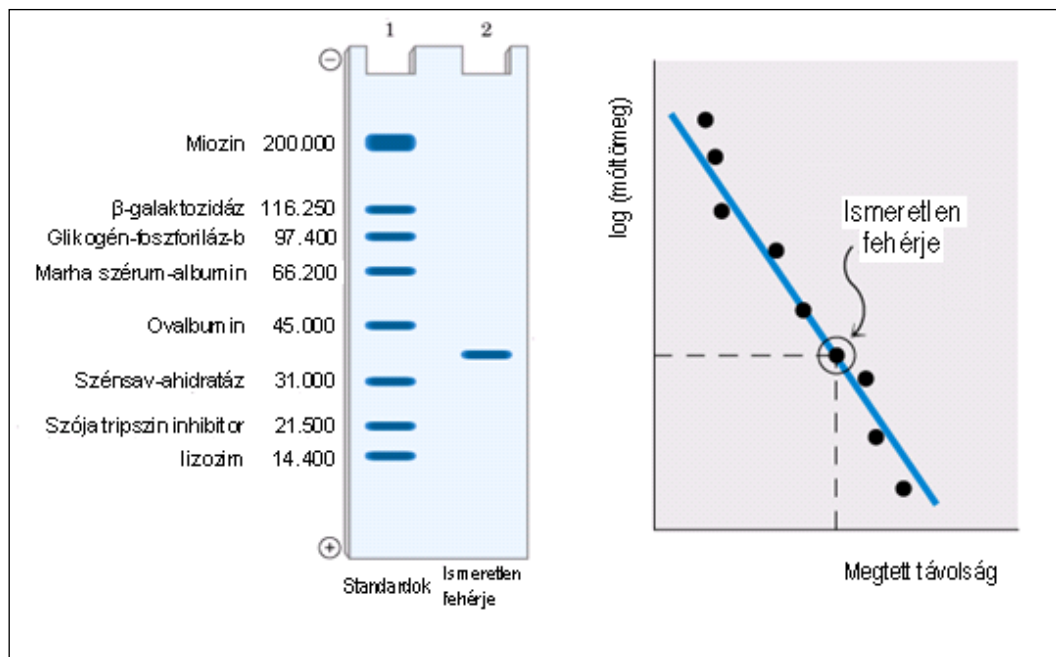 1 2
−
Miozin 200.000
β-galaktozidáz 116.250
Glikogén-foszforiláz-b 97.400
Marha szérum-albumin 66.200
Ovalbumin 45.000
Szénsav-ahidratáz 31.000
Szója tripszin inhibitor 21.500
lizozim 14.400
+
Standardok
Ismeretlen
fehérje
log (móltömeg)
Ismeretlen
fehérje
Megtett távolság